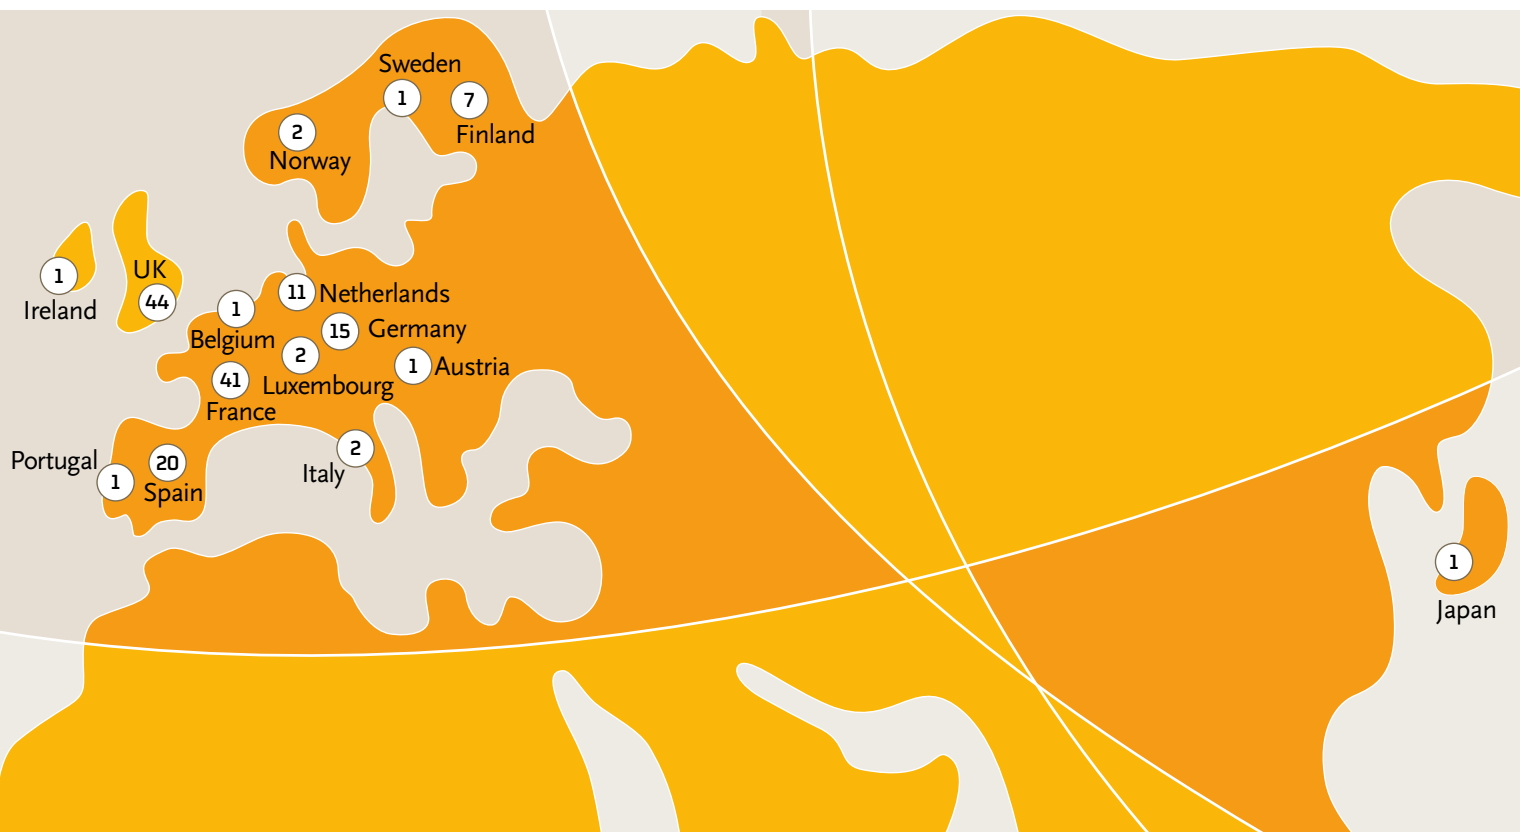 Sweden
1
7
Finland
2
Norway
1
Ireland
UK
44
11
Netherlands
1
Belgium
15
Germany
2
Luxembourg
1
Austria
41
France
Portugal
1
20
Spain
2
Italy
1
Japan